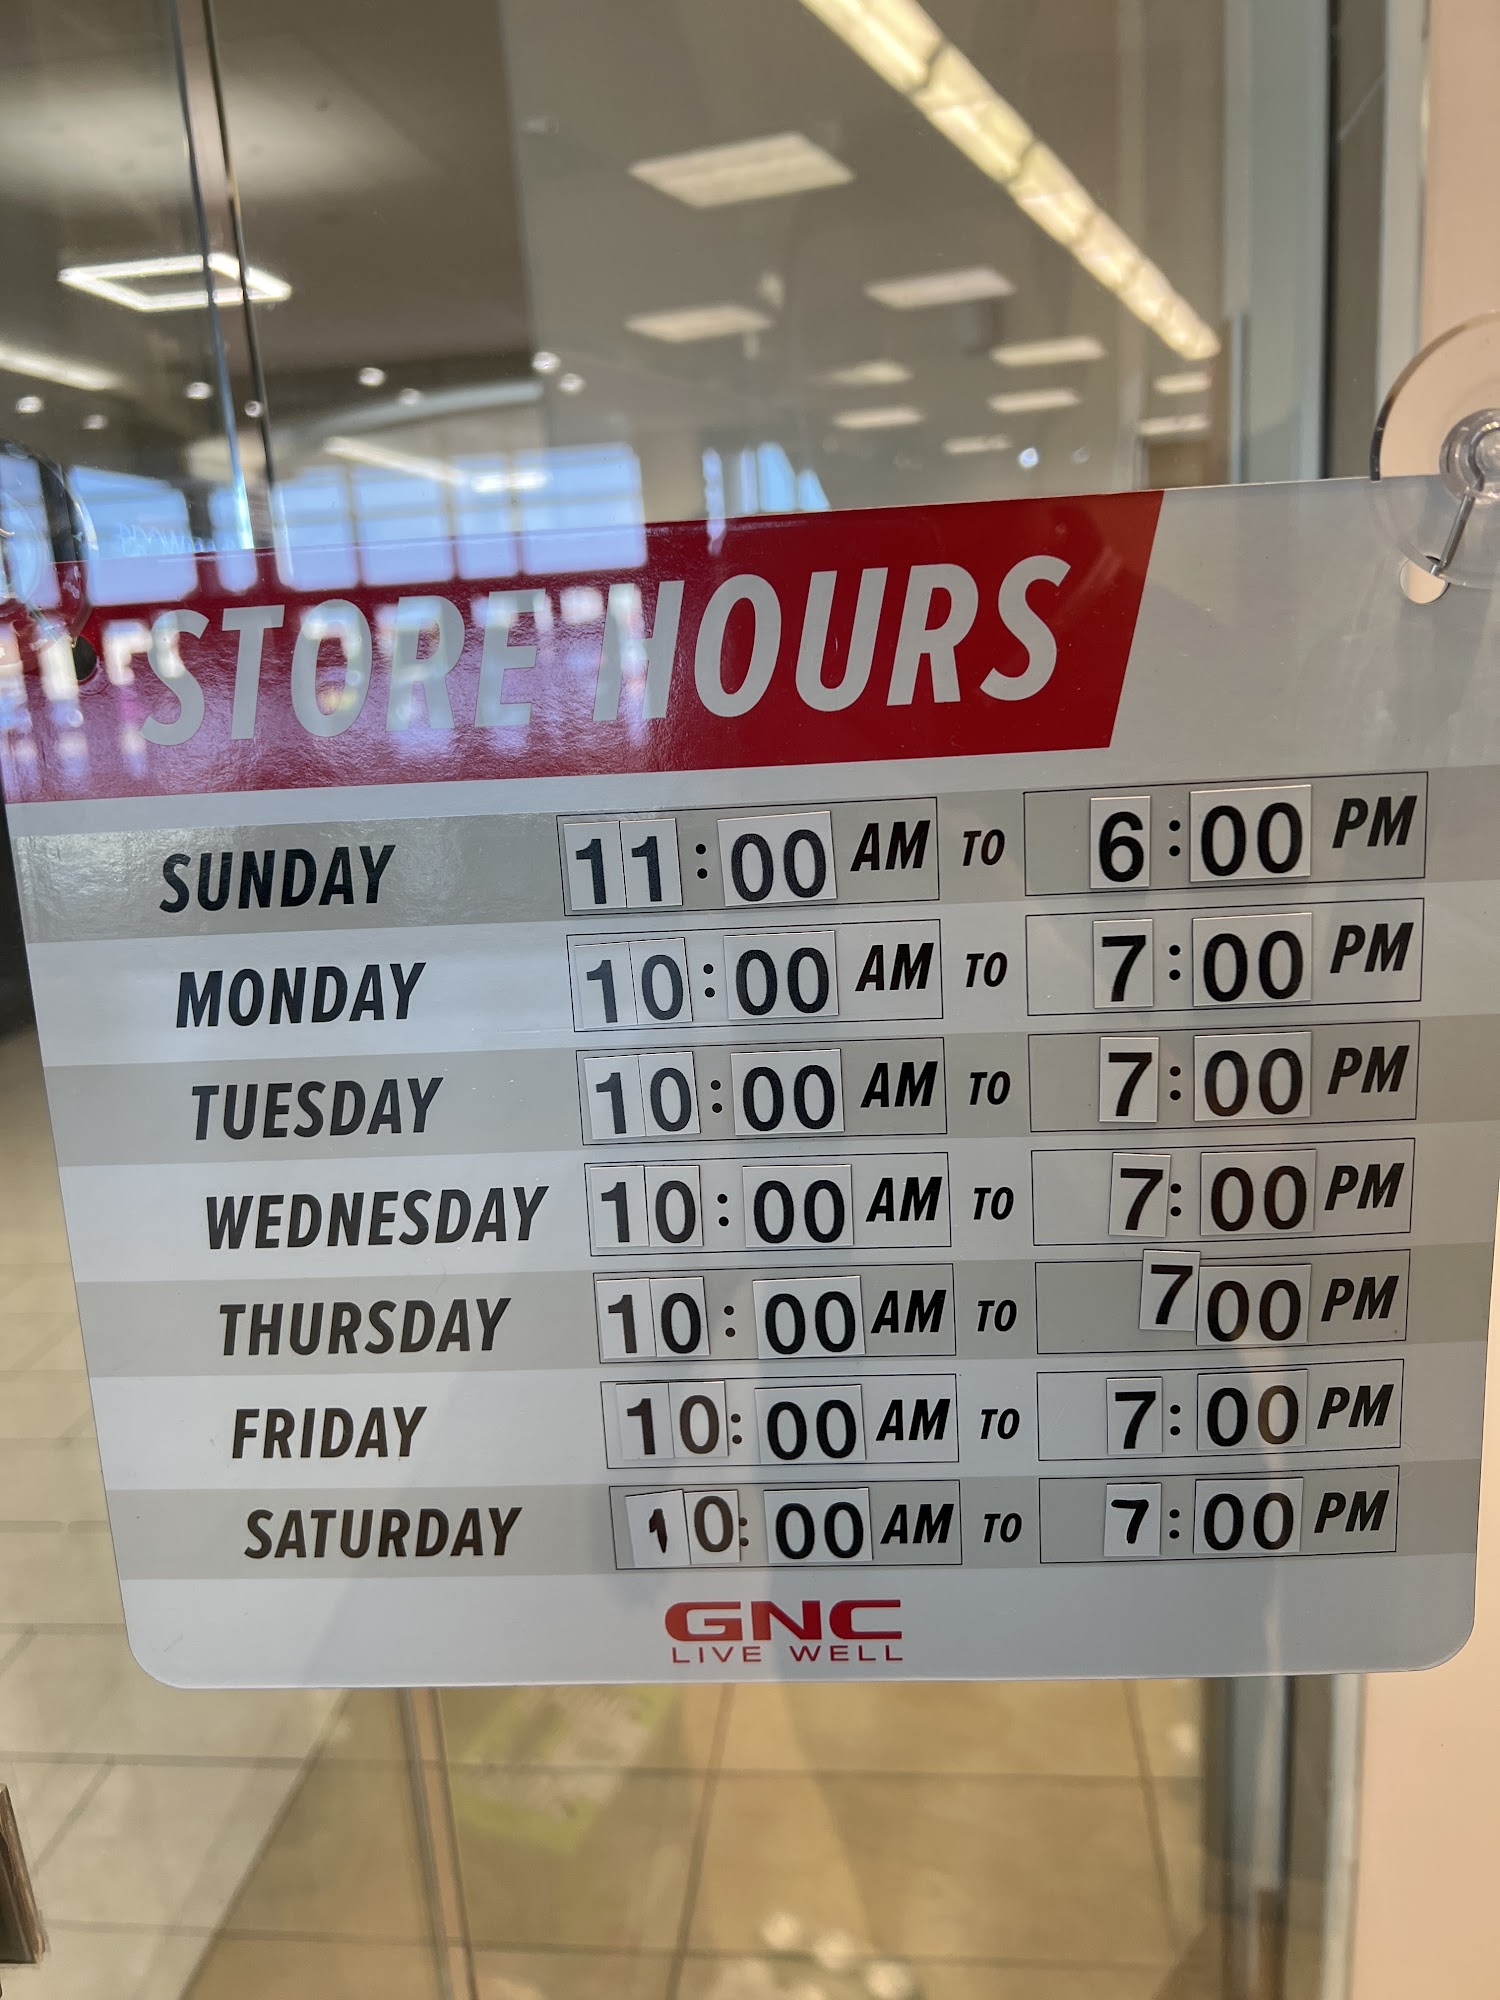 STORE HOURS
SUNDAY 11:00 AM TO 6:00 PM
MONDAY 10:00 AM TO 7:00 PM
TUESDAY 10:00 AM TO 7:00 PM
WEDNESDAY 10:00 AM TO 7:00 PM
THURSDAY 10:00 AM TO 7 00 PM
FRIDAY 10:00 AM TO 7:00 PM
SATURDAY 10:00 AM TO 7:00 PM
GNC
LIVE WELL